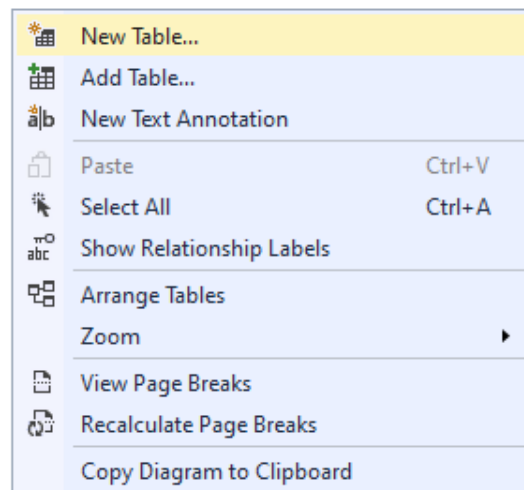 New Table...
Add Table...
a|b New Text Annotation
Paste Ctrl+V
Select All Ctrl+A
abc Show Relationship Labels
Arrange Tables
Zoom
View Page Breaks
Recalculate Page Breaks
Copy Diagram to Clipboard